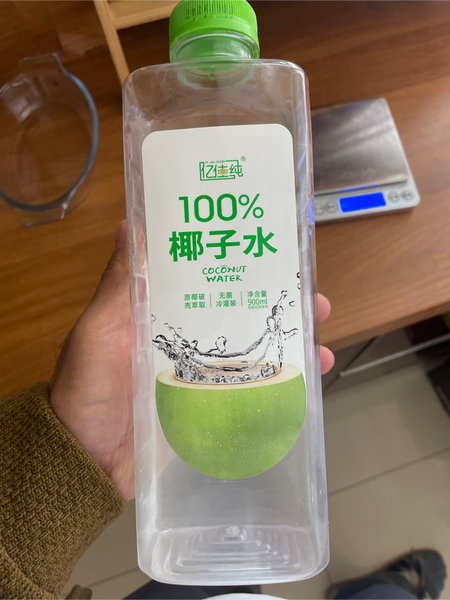 亿佳纯®
100%
椰子水
COCONUT
WATER
原椰破
壳萃取
无菌
冷灌装
净含量
900ml